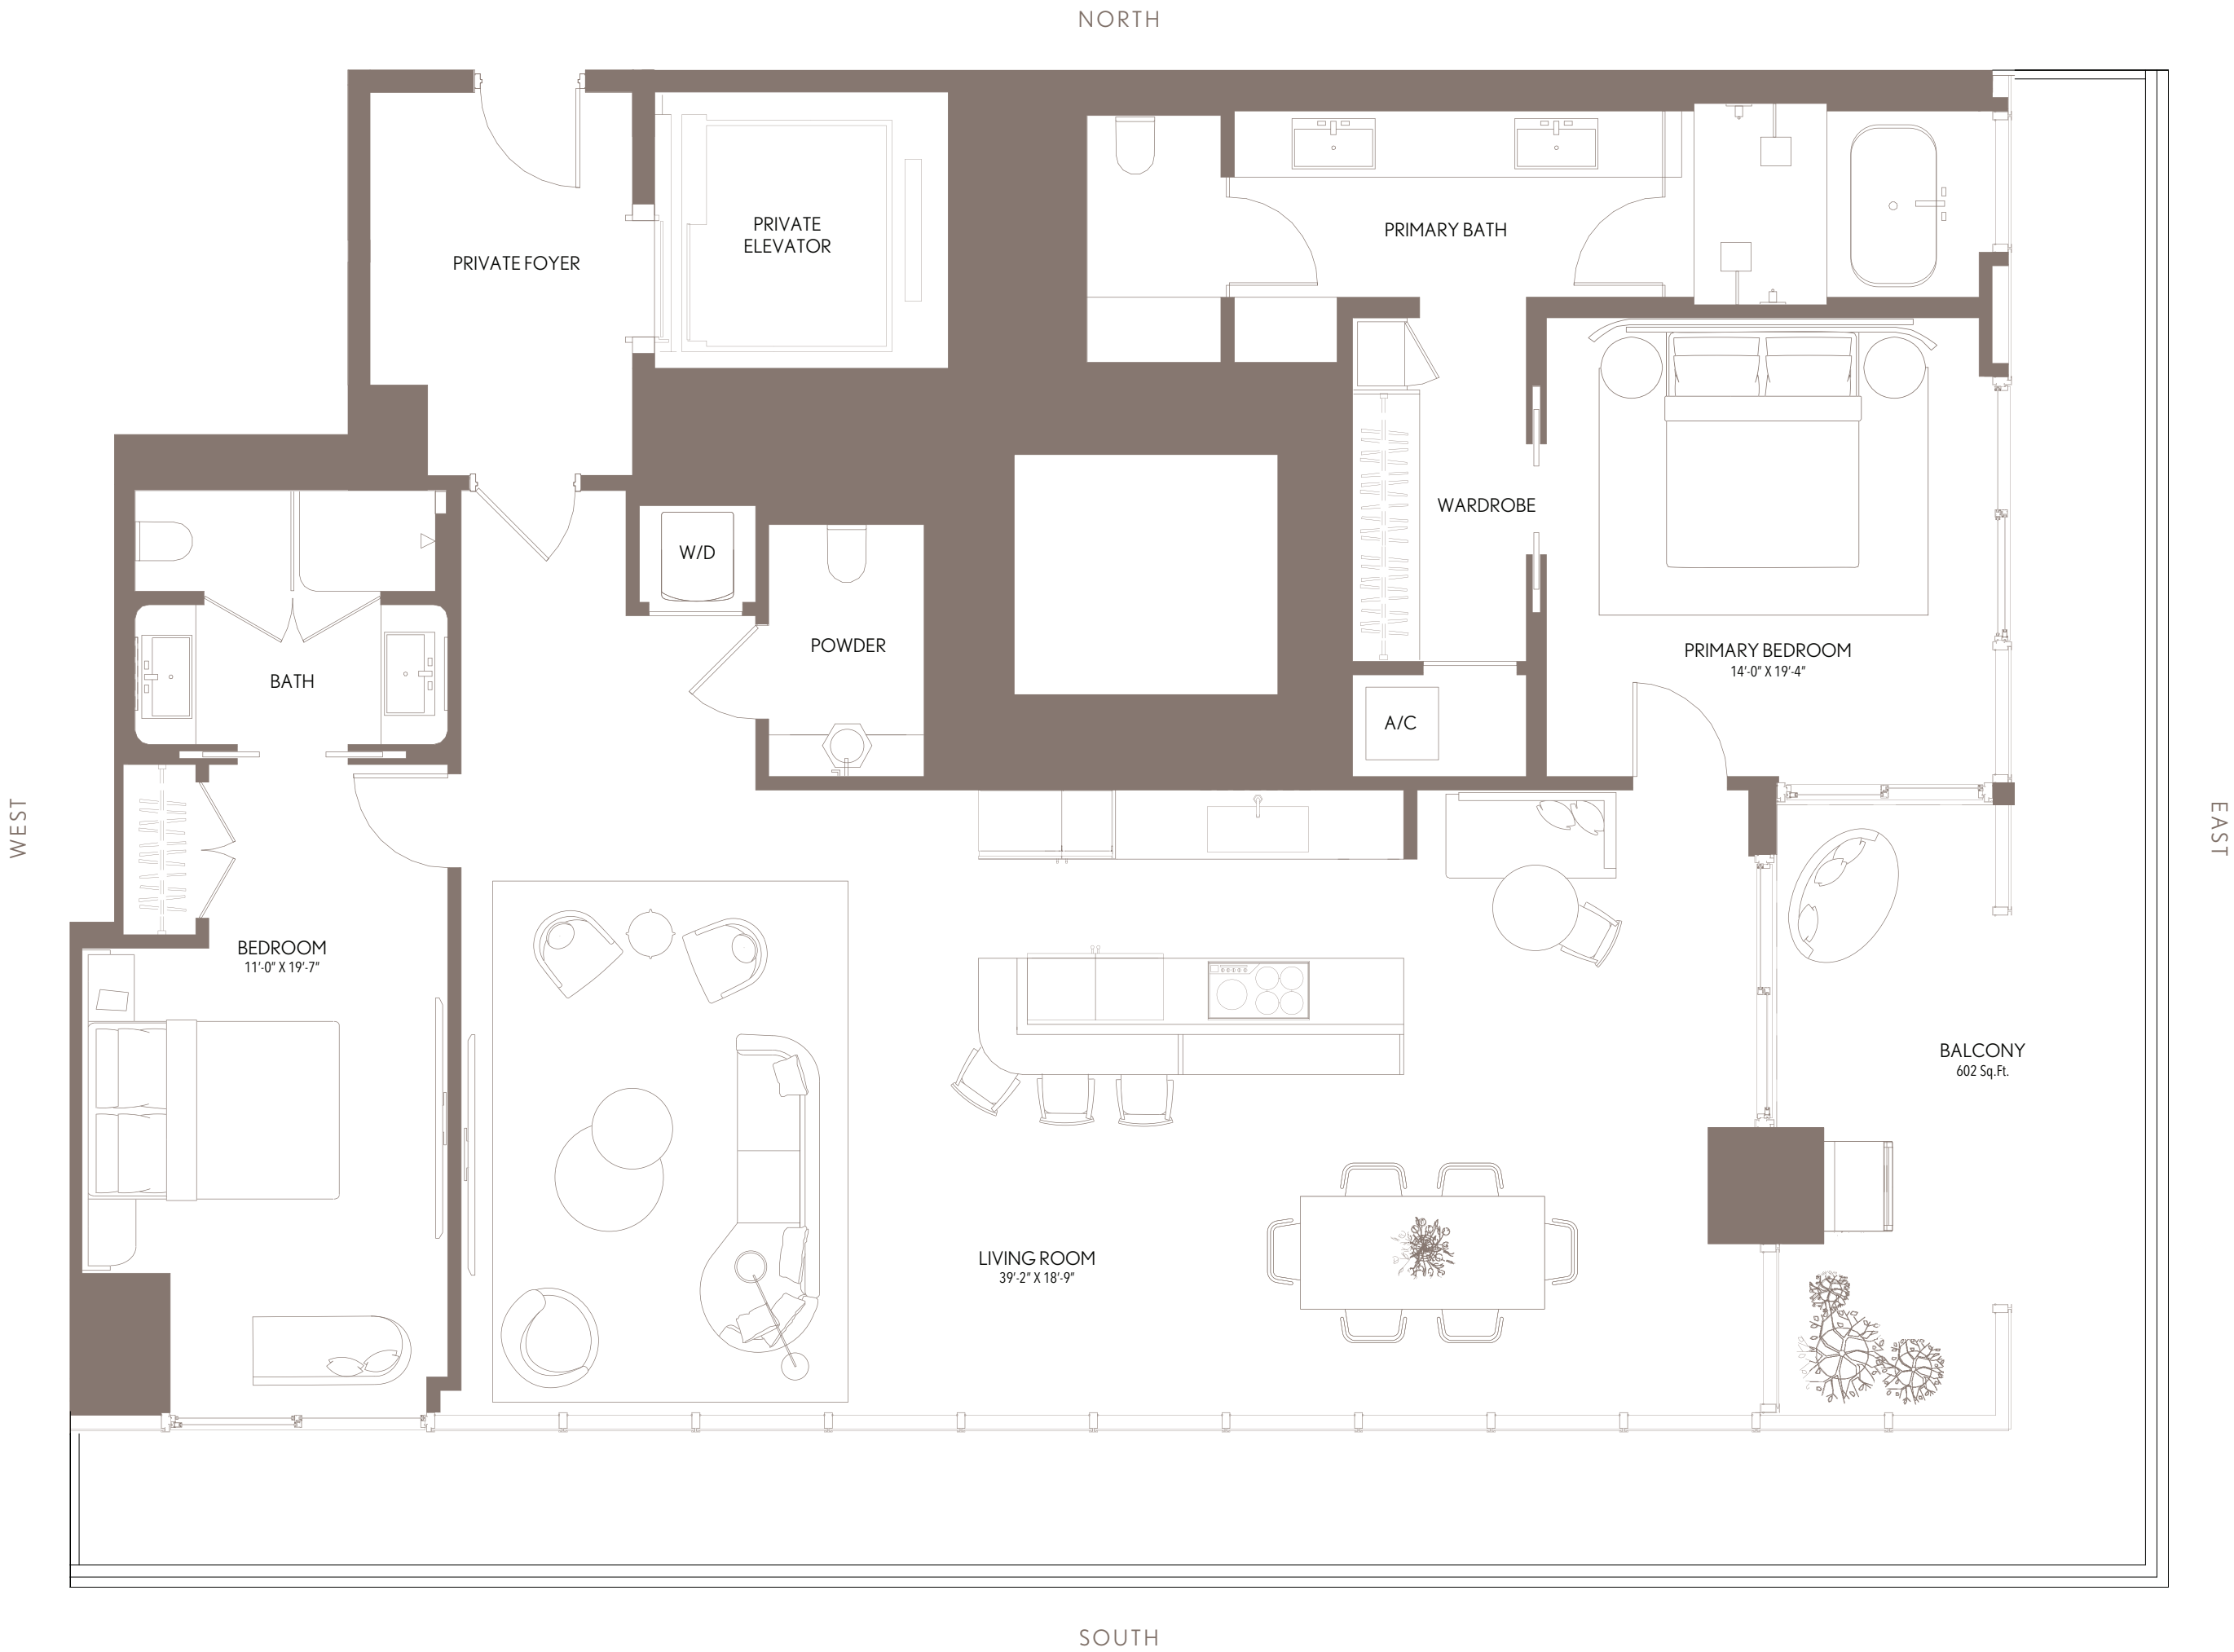 NORTH
PRIVATE
ELEVATOR
PRIMARY BATH
PRIVATE FOYER
WARDROBE
W/D
POWDER
PRIMARY BEDROOM
14'-0" X 19'-4"
BATH
A/C
WEST
EAST
BEDROOM
11'-0" X 19'-7"
BALCONY
602 Sq.Ft.
LIVING ROOM
39'-2" X 18'-9"
SOUTH